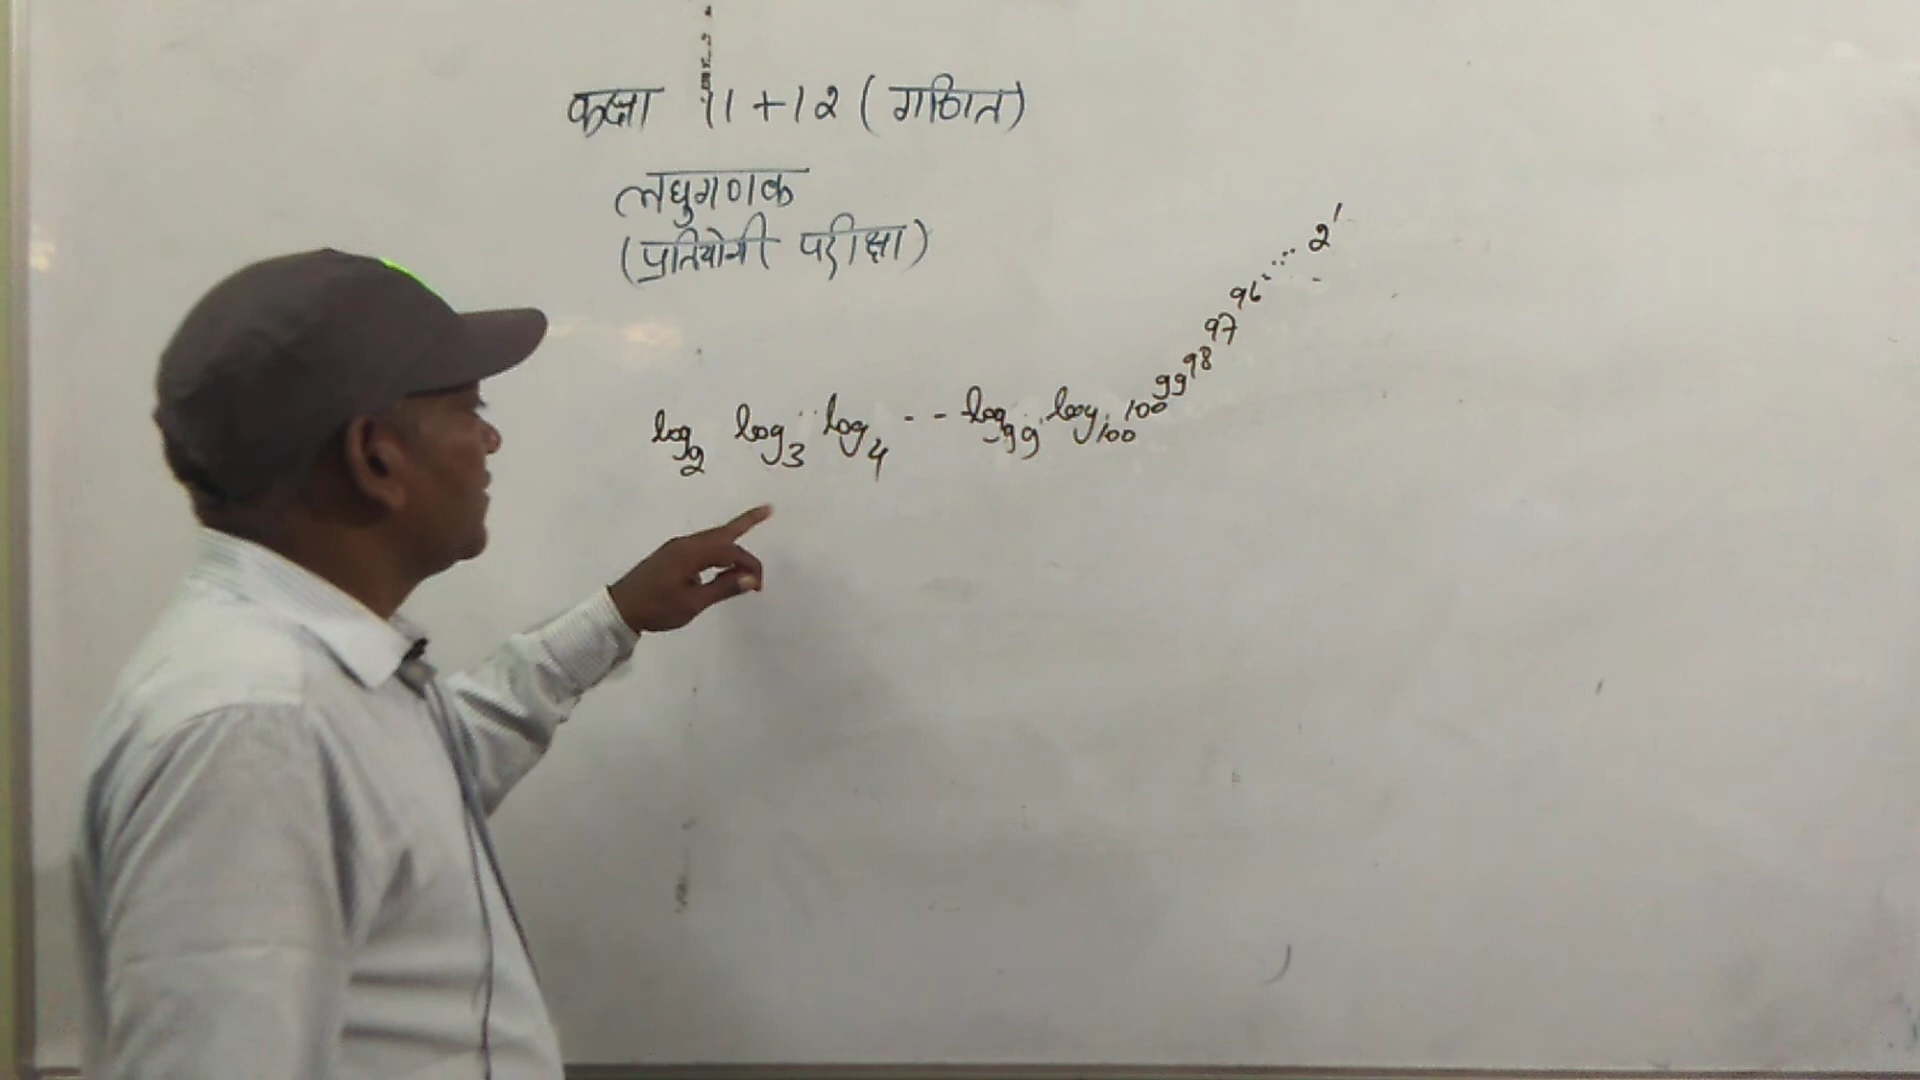 कक्षा 11+12 (गणित)
लघुगणक
(प्रतियोगी परीक्षा)
log₂ log₃ log₄ -- log₉₉ log₁₀₀ 100^99^98^97^96^.....^2^1